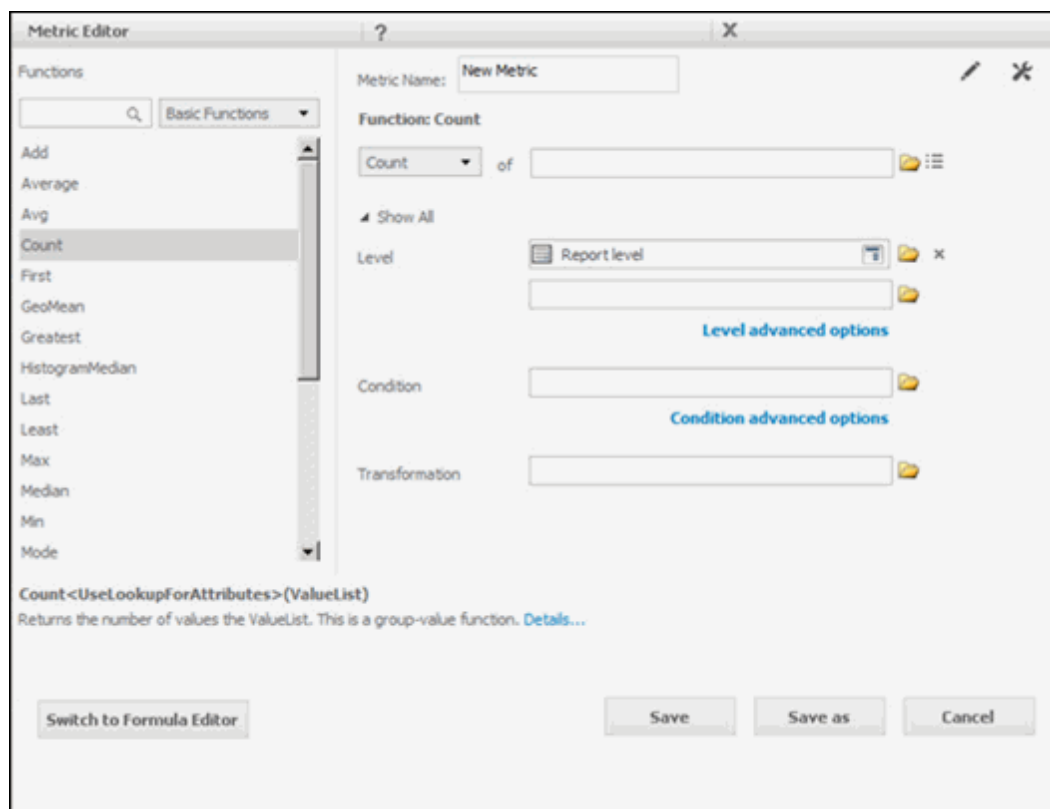 Metric Editor ? X
Functions
Basic Functions
Add
Average
Avg
Count
First
GeoMean
Greatest
HistogramMedian
Last
Least
Max
Median
Min
Mode
Metric Name: New Metric
Function: Count
Count of
Show All
Level Report level
Level advanced options
Condition
Condition advanced options
Transformation
Count<UseLookupForAttributes>(ValueList)
Returns the number of values the ValueList. This is a group-value function. Details...
Switch to Formula Editor Save Save as Cancel